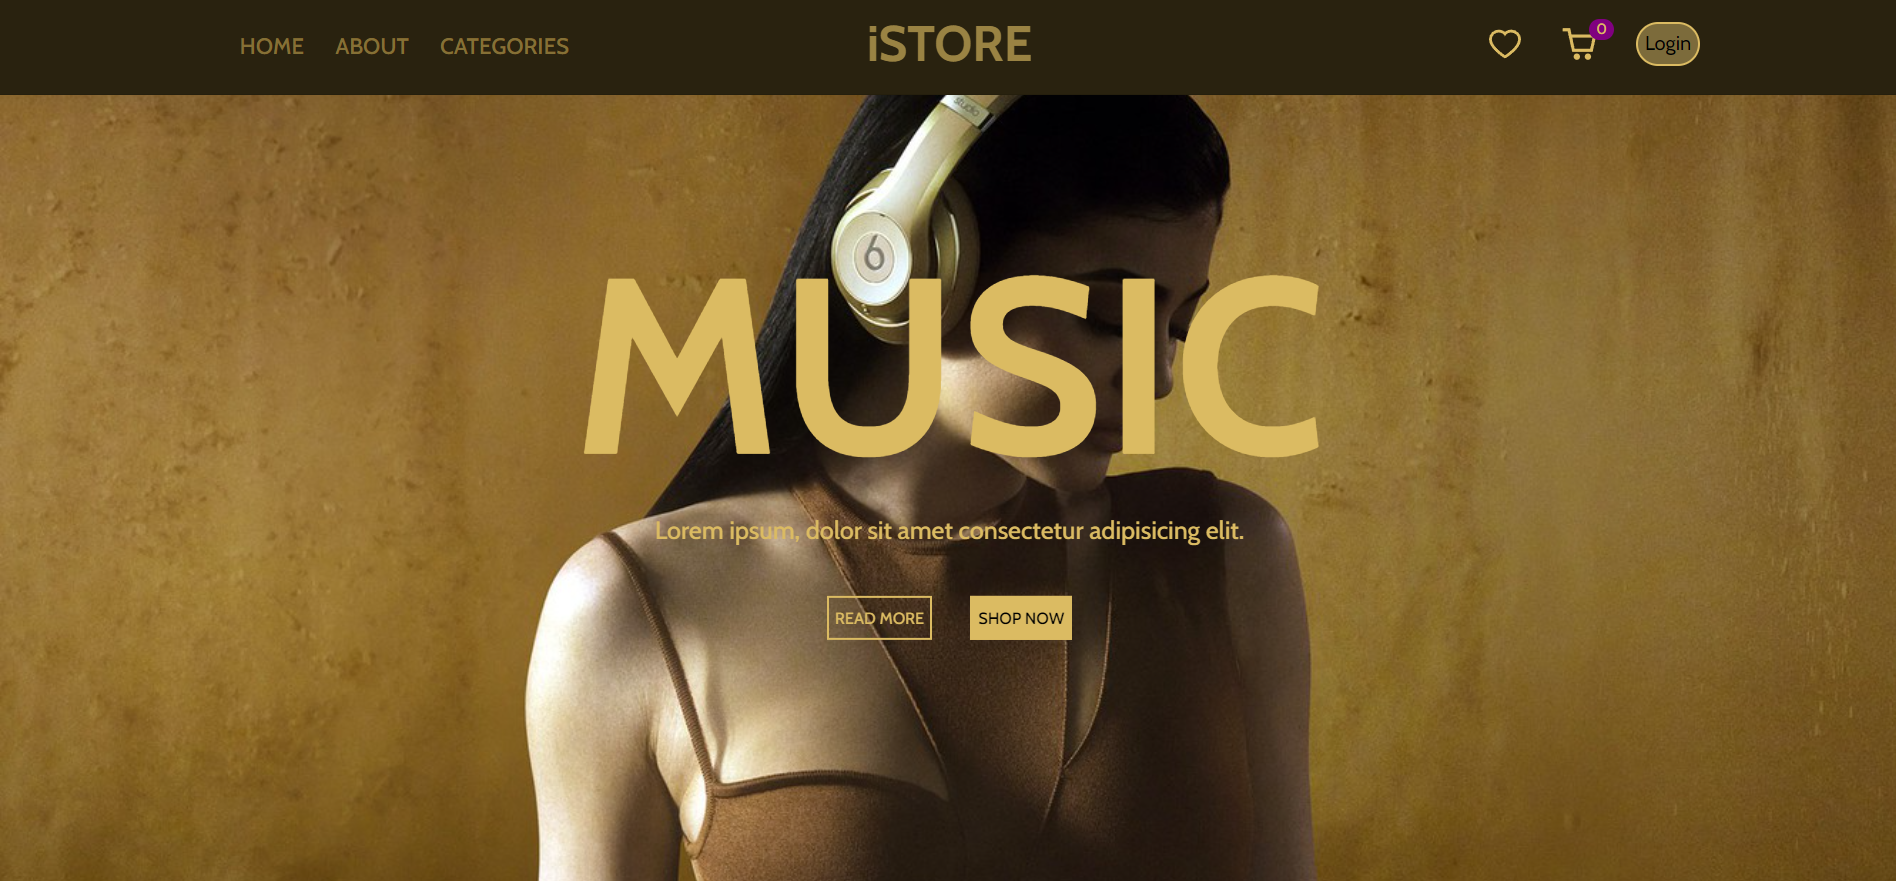 HOME ABOUT CATEGORIES iSTORE 0 Login
studio
6
MUSIC
Lorem ipsum, dolor sit amet consectetur adipisicing elit.
READ MORE SHOP NOW